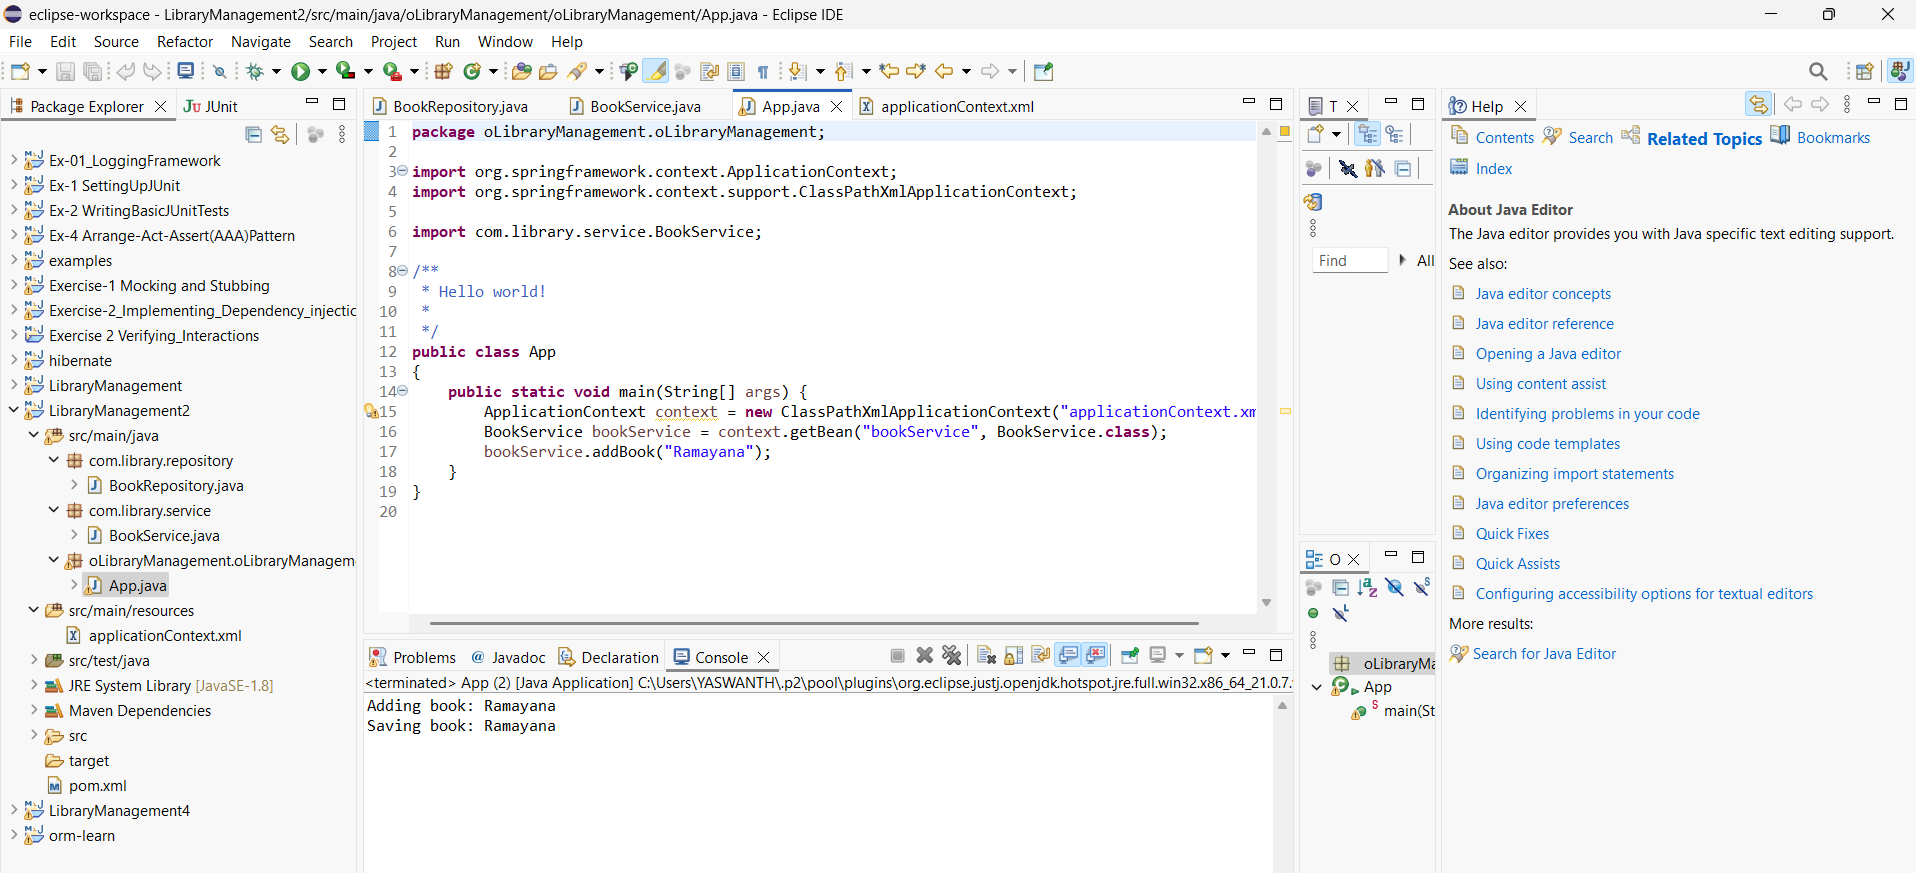 eclipse-workspace - LibraryManagement2/src/main/java/oLibraryManagement/oLibraryManagement/App.java - Eclipse IDE
File Edit Source Refactor Navigate Search Project Run Window Help
Package Explorer JUnit
Ex-01_LoggingFramework
Ex-1 SettingUpJUnit
Ex-2 WritingBasicJUnitTests
Ex-4 Arrange-Act-Assert(AAA)Pattern
examples
Exercise-1 Mocking and Stubbing
Exercise-2_Implementing_Dependency_injectic
Exercise 2 Verifying_Interactions
hibernate
LibraryManagement
LibraryManagement2
src/main/java
com.library.repository
BookRepository.java
com.library.service
BookService.java
oLibraryManagement.oLibraryManagem
App.java
src/main/resources
applicationContext.xml
src/test/java
JRE System Library [JavaSE-1.8]
Maven Dependencies
src
target
pom.xml
LibraryManagement4
orm-learn
BookRepository.java BookService.java App.java applicationContext.xml
1 package oLibraryManagement.oLibraryManagement;
2
3 import org.springframework.context.ApplicationContext;
4 import org.springframework.context.support.ClassPathXmlApplicationContext;
5
6 import com.library.service.BookService;
7
8 /**
9 * Hello world!
10 *
11 */
12 public class App
13 {
14 public static void main(String[] args) {
15 ApplicationContext context = new ClassPathXmlApplicationContext("applicationContext.xm
16 BookService bookService = context.getBean("bookService", BookService.class);
17 bookService.addBook("Ramayana");
18 }
19 }
20
Problems @ Javadoc Declaration Console
<terminated> App (2) [Java Application] C:\Users\YASWANTH\.p2\pool\plugins\org.eclipse.justj.openjdk.hotspot.jre.full.win32.x86_64_21.0.7.
Adding book: Ramayana
Saving book: Ramayana
T
Find All
O
oLibraryMa
App
main(St
Help
Contents Search Related Topics Bookmarks
Index
About Java Editor
The Java editor provides you with Java specific text editing support.
See also:
Java editor concepts
Java editor reference
Opening a Java editor
Using content assist
Identifying problems in your code
Using code templates
Organizing import statements
Java editor preferences
Quick Fixes
Quick Assists
Configuring accessibility options for textual editors
More results:
Search for Java Editor